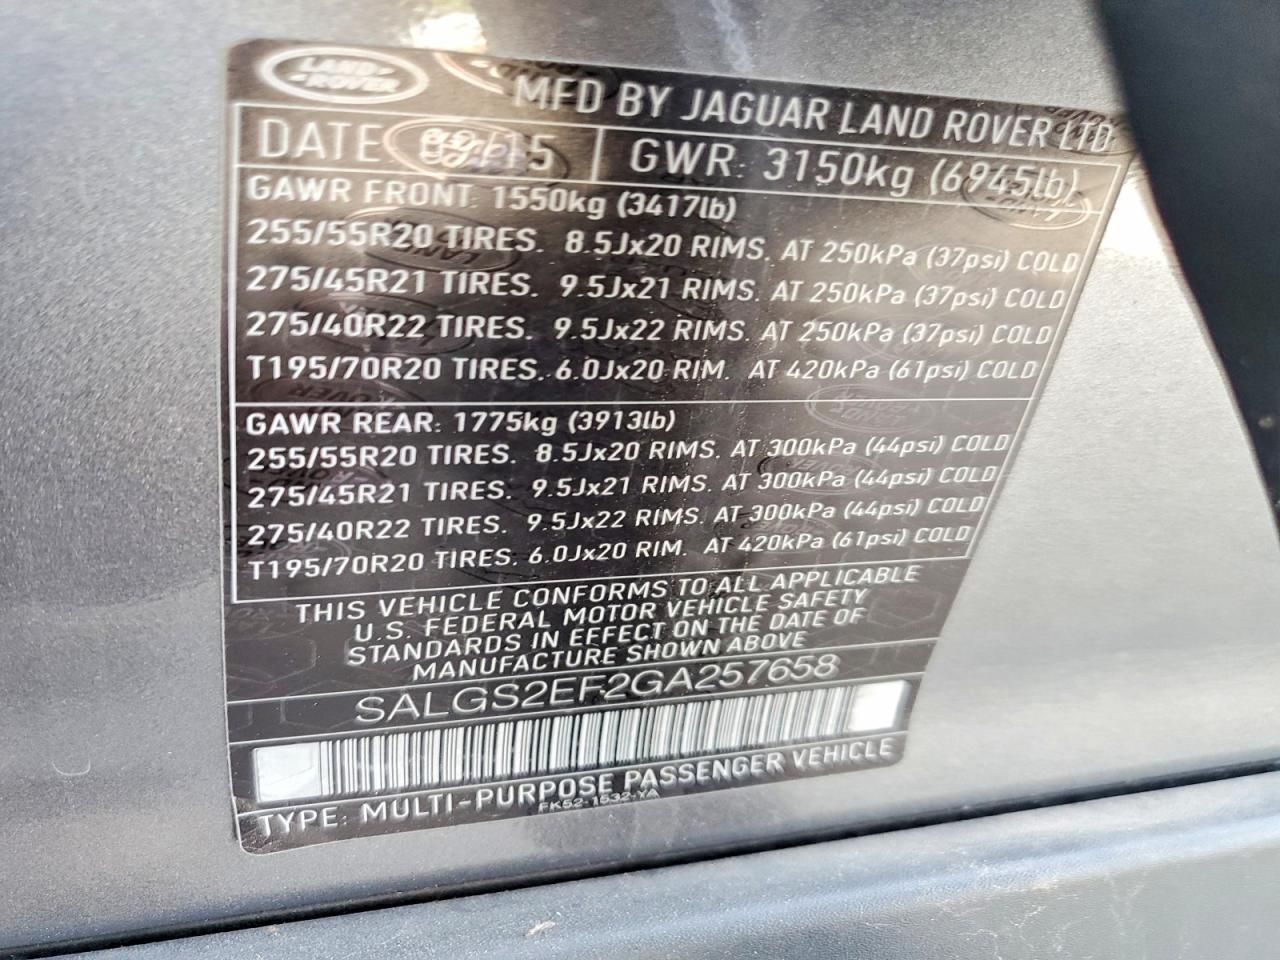 LAND ROVER
MFD BY JAGUAR LAND ROVER LTD
DATE GWR: 3150kg (6945lb)
GAWR FRONT: 1550kg (3417lb)
255/55R20 TIRES. 8.5Jx20 RIMS. AT 250kPa (37psi) COLD
275/45R21 TIRES. 9.5Jx21 RIMS. AT 250kPa (37psi) COLD
275/40R22 TIRES. 9.5Jx22 RIMS. AT 250kPa (37psi) COLD
T195/70R20 TIRES. 6.0Jx20 RIM. AT 420kPa (61psi) COLD
GAWR REAR: 1775kg (3913lb)
255/55R20 TIRES. 8.5Jx20 RIMS. AT 300kPa (44psi) COLD
275/45R21 TIRES. 9.5Jx21 RIMS. AT 300kPa (44psi) COLD
275/40R22 TIRES. 9.5Jx22 RIMS. AT 300kPa (44psi) COLD
T195/70R20 TIRES. 6.0Jx20 RIM. AT 420kPa (61psi) COLD
THIS VEHICLE CONFORMS TO ALL APPLICABLE
U.S. FEDERAL MOTOR VEHICLE SAFETY
STANDARDS IN EFFECT ON THE DATE OF
MANUFACTURE SHOWN ABOVE
SALGS2EF2GA257658
TYPE: MULTI-PURPOSE PASSENGER VEHICLE
FK52-1532-YA